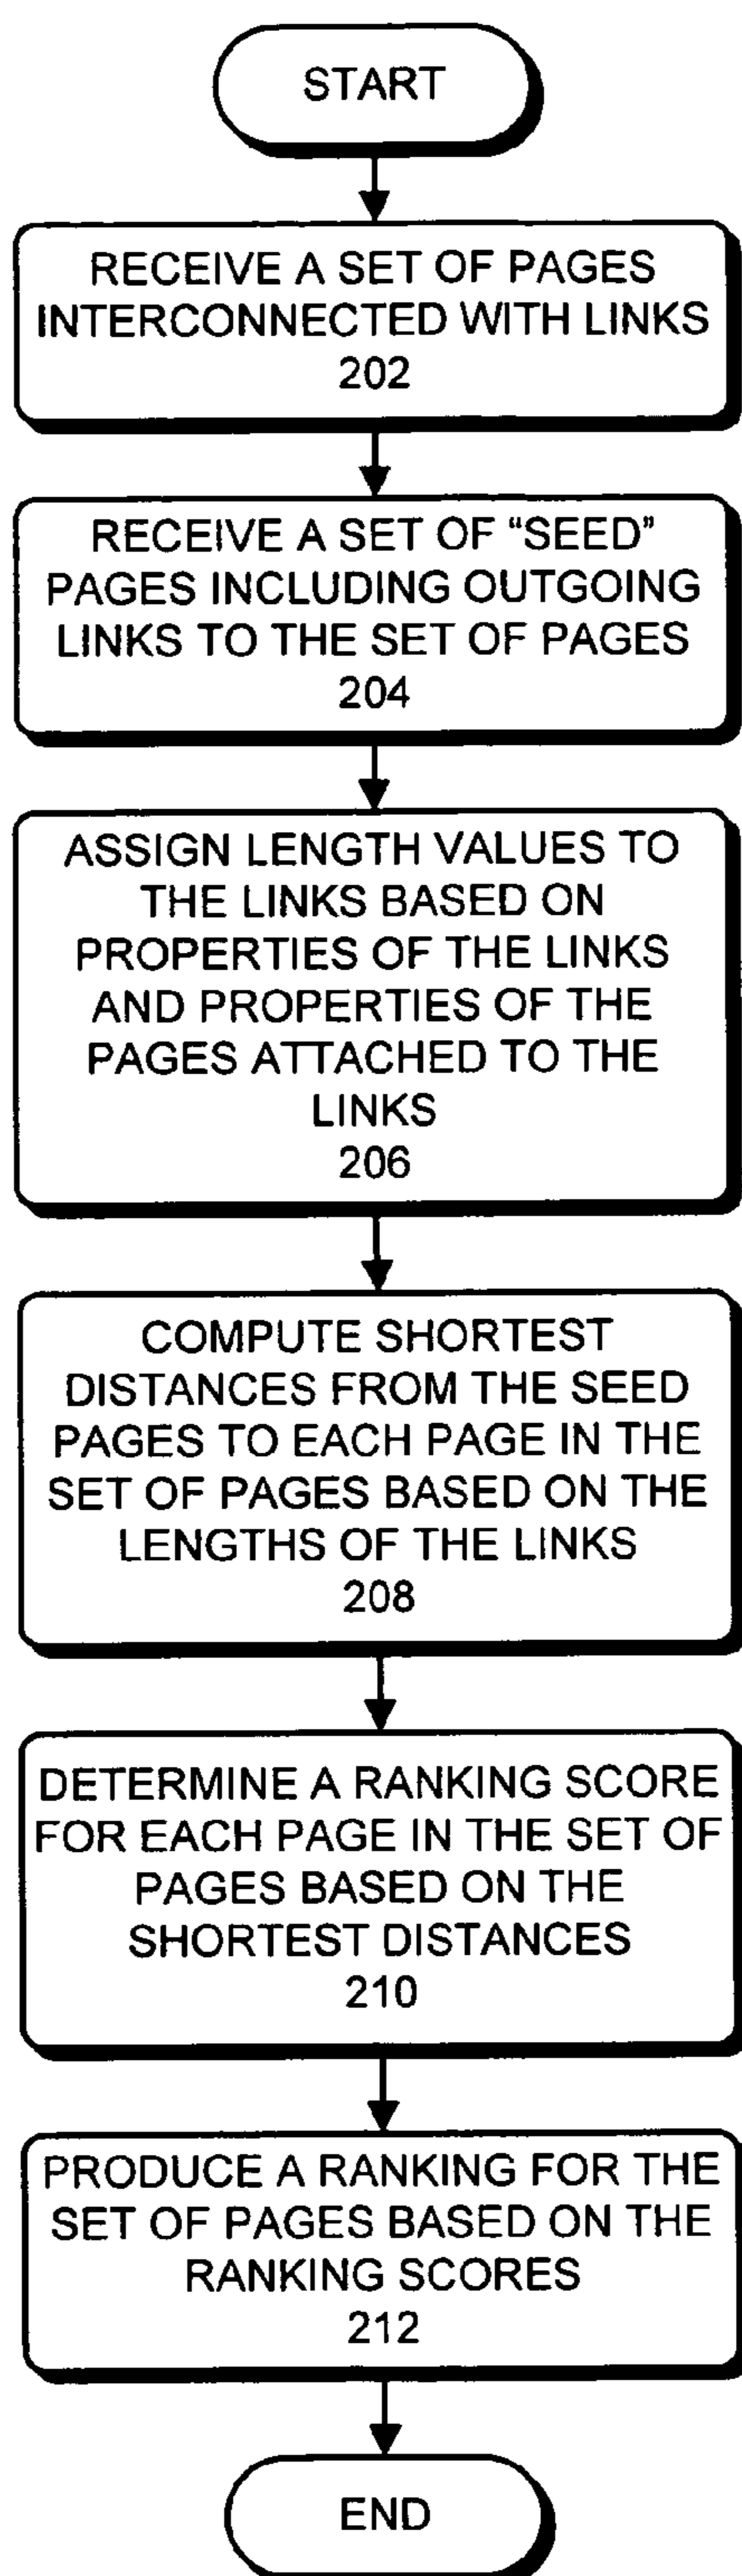 START
RECEIVE A SET OF PAGES
INTERCONNECTED WITH LINKS
202
RECEIVE A SET OF “SEED”
PAGES INCLUDING OUTGOING
LINKS TO THE SET OF PAGES
204
ASSIGN LENGTH VALUES TO
THE LINKS BASED ON
PROPERTIES OF THE LINKS
AND PROPERTIES OF THE
PAGES ATTACHED TO THE
LINKS
206
COMPUTE SHORTEST
DISTANCES FROM THE SEED
PAGES TO EACH PAGE IN THE
SET OF PAGES BASED ON THE
LENGTHS OF THE LINKS
208
DETERMINE A RANKING SCORE
FOR EACH PAGE IN THE SET OF
PAGES BASED ON THE
SHORTEST DISTANCES
210
PRODUCE A RANKING FOR THE
SET OF PAGES BASED ON THE
RANKING SCORES
212
END